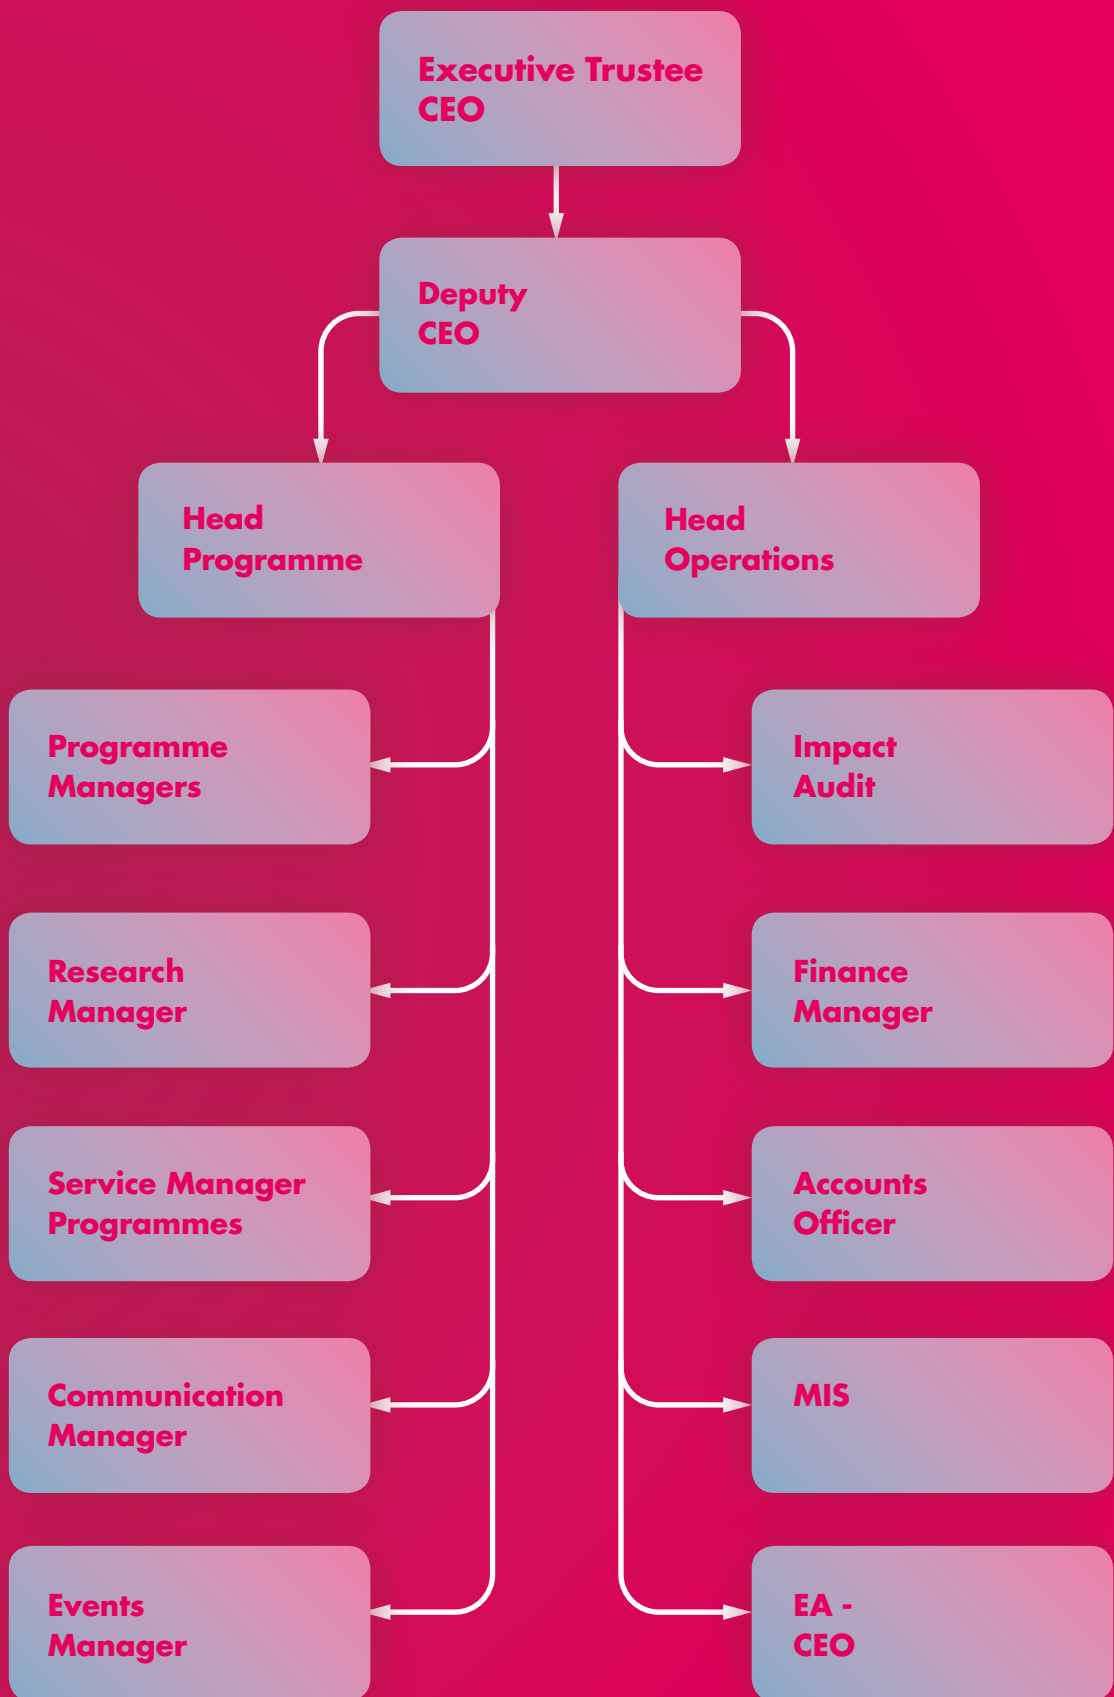 Executive Trustee
CEO
Deputy
CEO
Head
Programme
Head
Operations
Programme
Managers
Impact
Audit
Research
Manager
Finance
Manager
Service Manager
Programmes
Accounts
Officer
Communication
Manager
MIS
Events
Manager
EA -
CEO